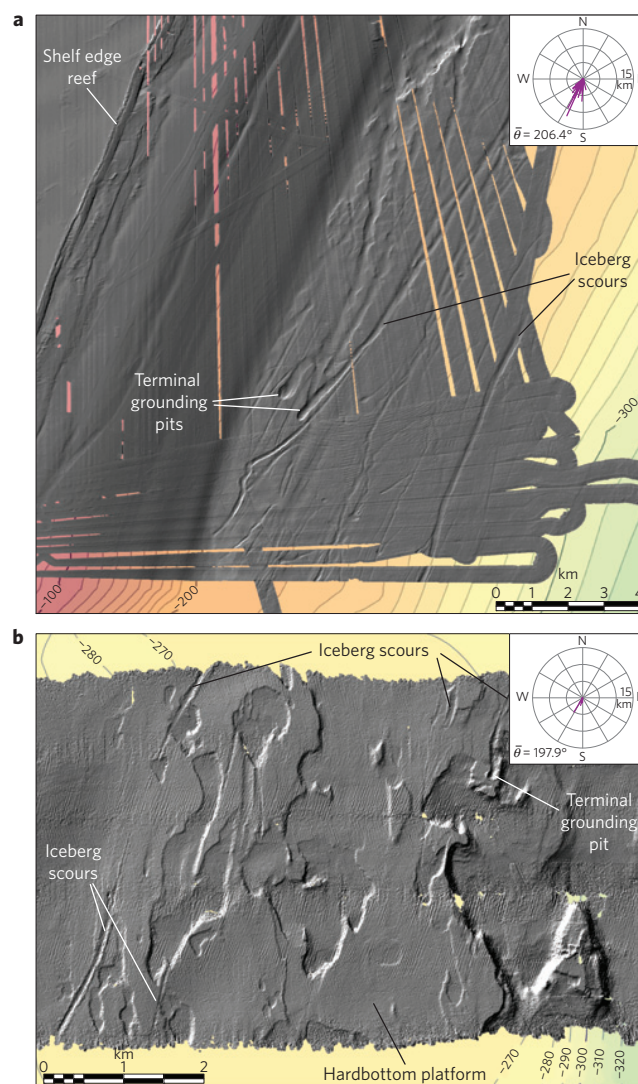 a
Shelf edge
reef
N
W
15
km
S
θ̄ = 206.4°
Iceberg
scours
Terminal
grounding
pits
−300
−100
−200
km
0 1 2 3 4
b
−280
−270
Iceberg scours
N
W
15
km
S
θ̄ = 197.9°
Terminal
grounding
pit
Iceberg
scours
km
0 1 2
Hardbottom platform
−270
−280
−290
−300
−310
−320